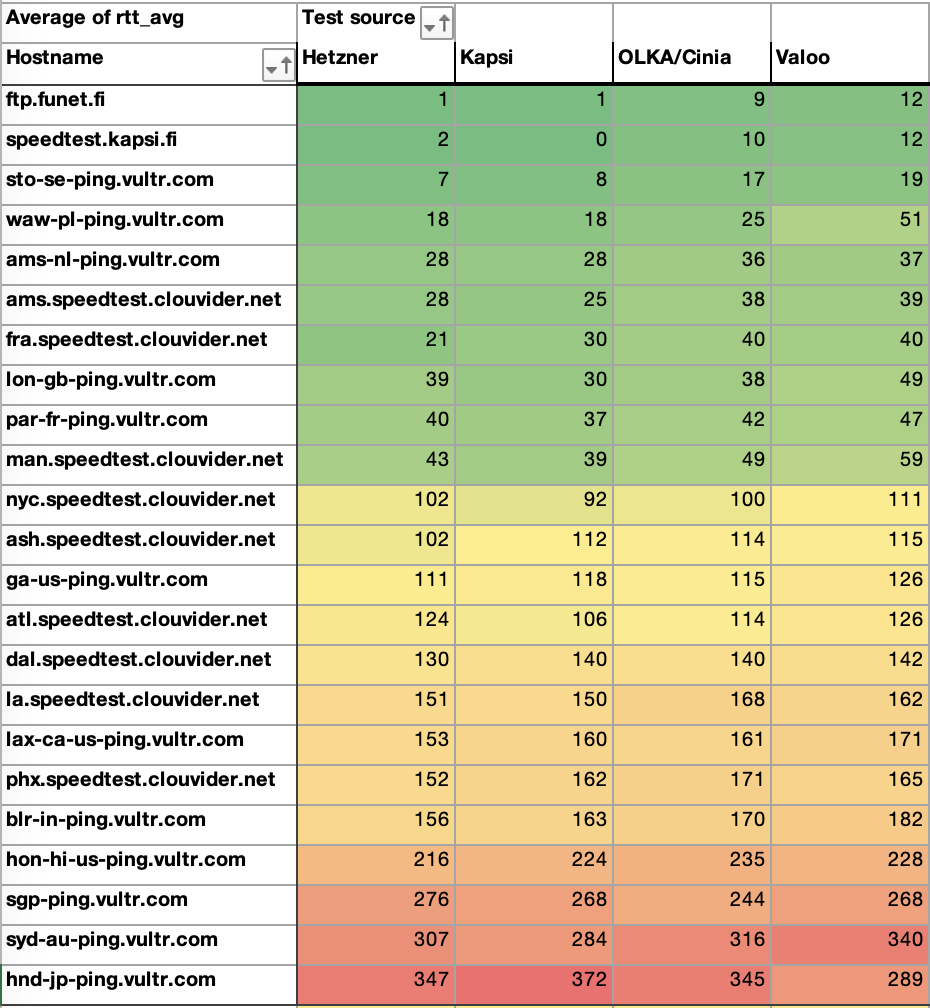 Average of rtt_avg Test source
Hostname Hetzner Kapsi OLKA/Cinia Valoo
ftp.funet.fi 1 1 9 12
speedtest.kapsi.fi 2 0 10 12
sto-se-ping.vultr.com 7 8 17 19
waw-pl-ping.vultr.com 18 18 25 51
ams-nl-ping.vultr.com 28 28 36 37
ams.speedtest.clouvider.net 28 25 38 39
fra.speedtest.clouvider.net 21 30 40 40
lon-gb-ping.vultr.com 39 30 38 49
par-fr-ping.vultr.com 40 37 42 47
man.speedtest.clouvider.net 43 39 49 59
nyc.speedtest.clouvider.net 102 92 100 111
ash.speedtest.clouvider.net 102 112 114 115
ga-us-ping.vultr.com 111 118 115 126
atl.speedtest.clouvider.net 124 106 114 126
dal.speedtest.clouvider.net 130 140 140 142
la.speedtest.clouvider.net 151 150 168 162
lax-ca-us-ping.vultr.com 153 160 161 171
phx.speedtest.clouvider.net 152 162 171 165
blr-in-ping.vultr.com 156 163 170 182
hon-hi-us-ping.vultr.com 216 224 235 228
sgp-ping.vultr.com 276 268 244 268
syd-au-ping.vultr.com 307 284 316 340
hnd-jp-ping.vultr.com 347 372 345 289